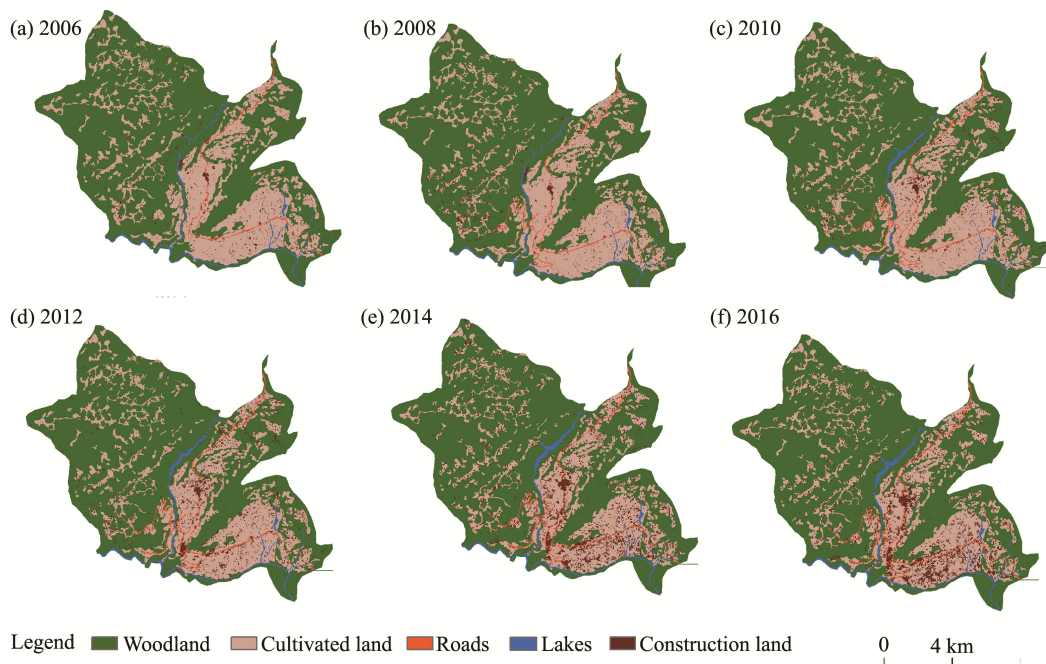 (a) 2006
(b) 2008
(c) 2010
(d) 2012
(e) 2014
(f) 2016
Legend
Woodland
Cultivated land
Roads
Lakes
Construction land
0 4 km